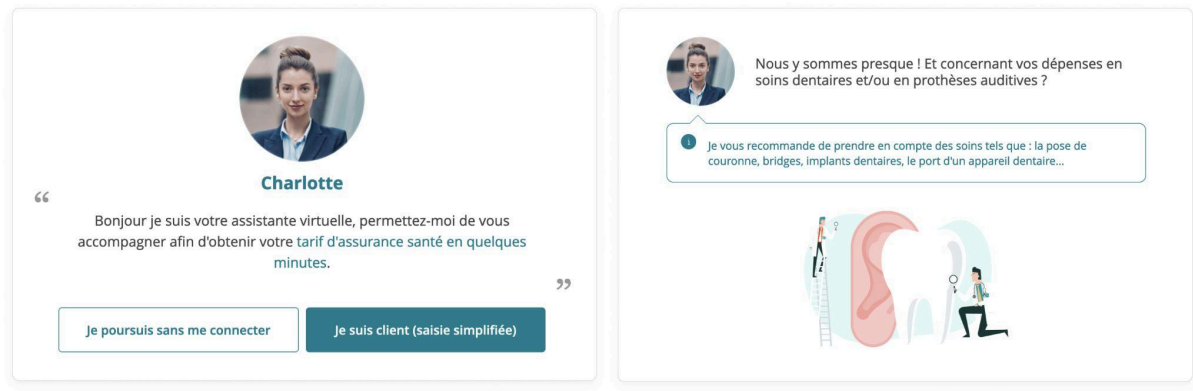 Charlotte
“
Bonjour je suis votre assistante virtuelle, permettez-moi de vous
accompagner afin d'obtenir votre tarif d'assurance santé en quelques
minutes.
”
Je poursuis sans me connecter
Je suis client (saisie simplifiée)
Nous y sommes presque ! Et concernant vos dépenses en
soins dentaires et/ou en prothèses auditives ?
i
Je vous recommande de prendre en compte des soins tels que : la pose de
couronne, bridges, implants dentaires, le port d'un appareil dentaire...